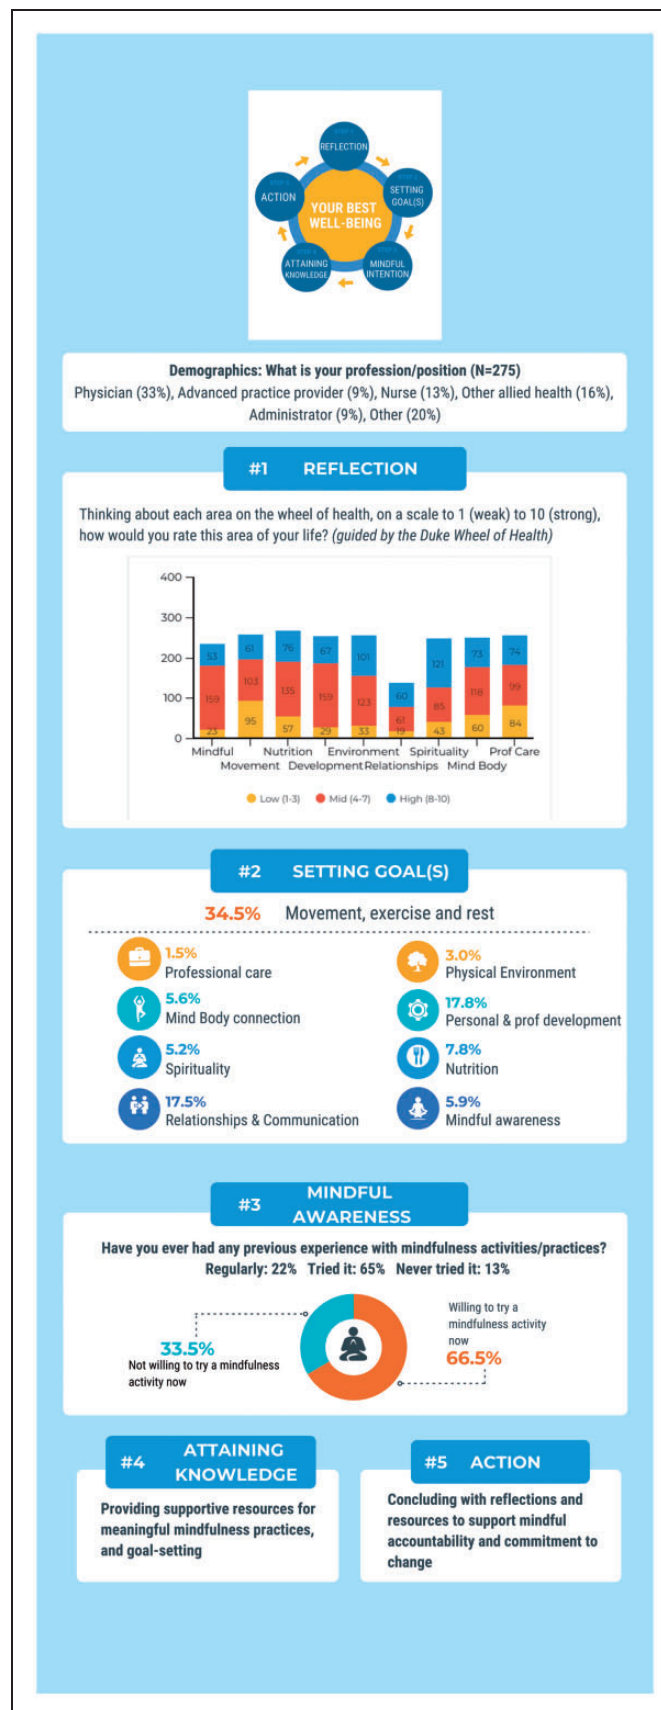 STEP 1
REFLECTION
STEP 2
SETTING
GOAL(S)
STEP 3
MINDFUL
INTENTION
STEP 4
ATTAINING
KNOWLEDGE
STEP 5
ACTION
YOUR BEST
WELL-BEING
Demographics: What is your profession/position (N=275)
Physician (33%), Advanced practice provider (9%), Nurse (13%), Other allied health (16%),
Administrator (9%), Other (20%)
#1 REFLECTION
Thinking about each area on the wheel of health, on a scale to 1 (weak) to 10 (strong),
how would you rate this area of your life? (guided by the Duke Wheel of Health)
400
300
200
100
0
53 61 76 67 101 60 121 73 74
159 103 135 159 123 61 85 118 99
23 95 57 29 33 19 43 60 84
Mindful Nutrition Environment Spirituality Prof Care
Movement Development Relationships Mind Body
Low (1-3) Mid (4-7) High (8-10)
#2 SETTING GOAL(S)
34.5% Movement, exercise and rest
1.5%
Professional care
3.0%
Physical Environment
5.6%
Mind Body connection
17.8%
Personal & prof development
5.2%
Spirituality
7.8%
Nutrition
17.5%
Relationships & Communication
5.9%
Mindful awareness
#3 MINDFUL
AWARENESS
Have you ever had any previous experience with mindfulness activities/practices?
Regularly: 22% Tried it: 65% Never tried it: 13%
33.5%
Not willing to try a mindfulness
activity now
Willing to try a
mindfulness activity
now
66.5%
#4 ATTAINING
KNOWLEDGE
Providing supportive resources for
meaningful mindfulness practices,
and goal-setting
#5 ACTION
Concluding with reflections and
resources to support mindful
accountability and commitment to
change